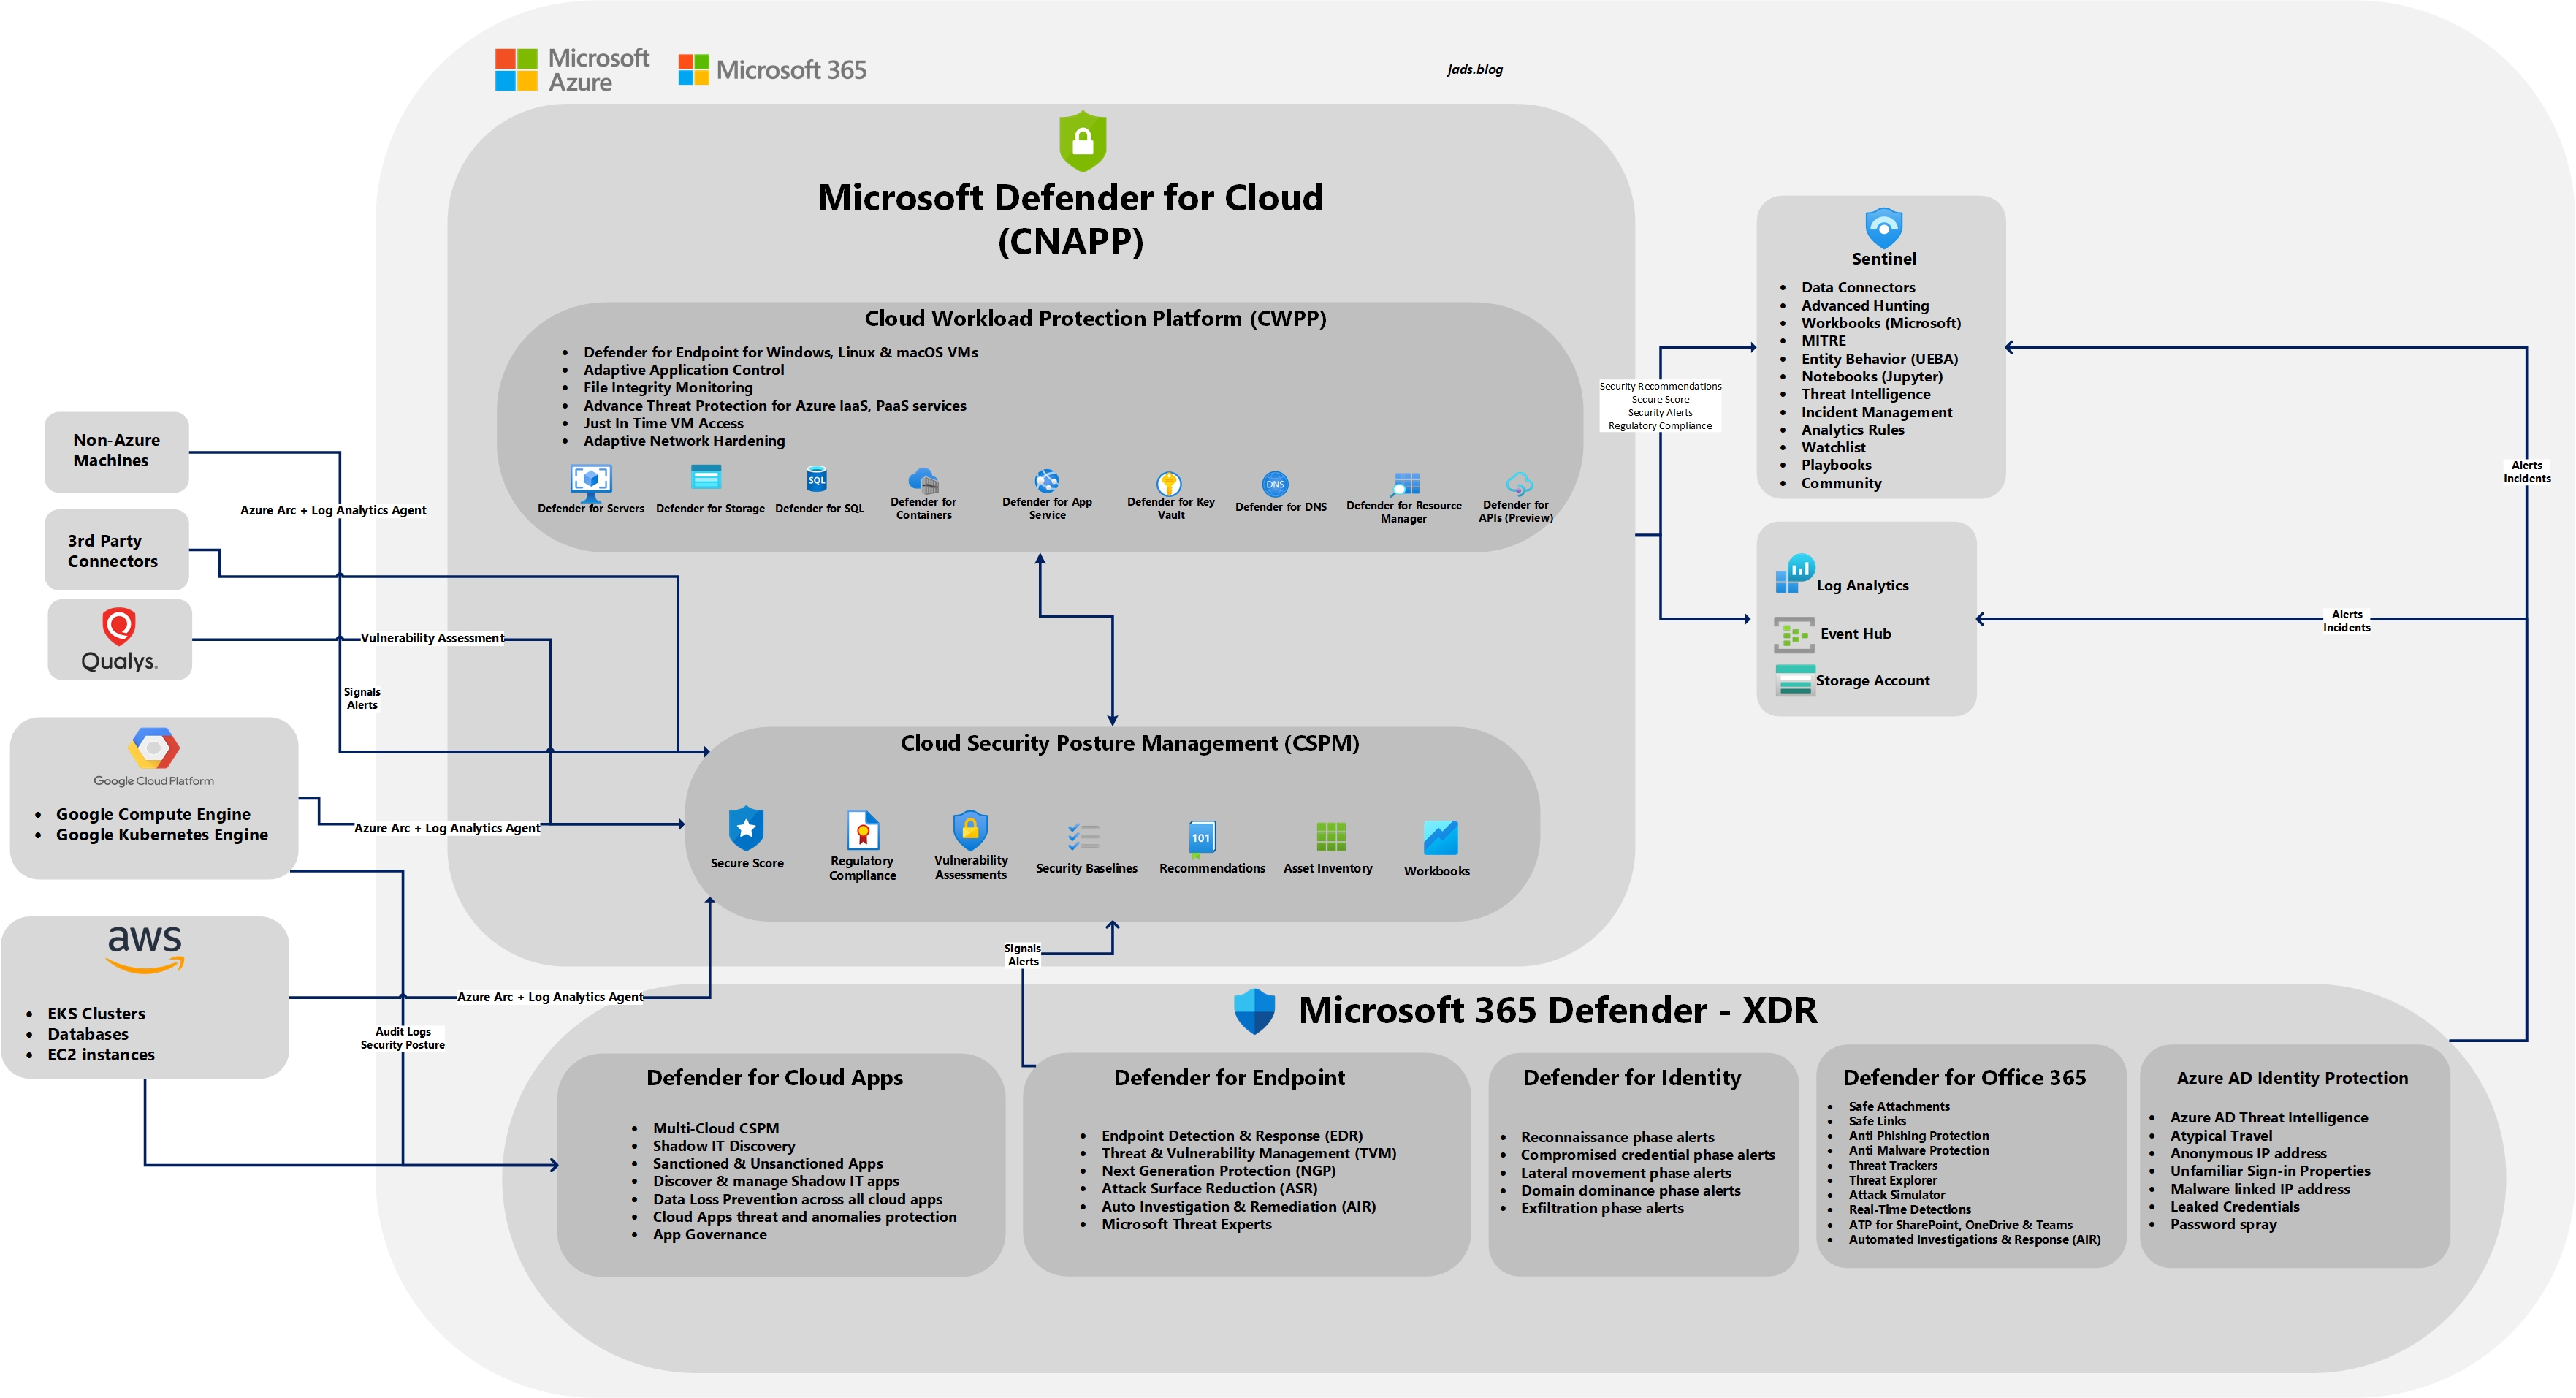 Microsoft
Azure
Microsoft 365
jads.blog
Microsoft Defender for Cloud
(CNAPP)
Cloud Workload Protection Platform (CWPP)
• Defender for Endpoint for Windows, Linux & macOS VMs
• Adaptive Application Control
• File Integrity Monitoring
• Advance Threat Protection for Azure IaaS, PaaS services
• Just In Time VM Access
• Adaptive Network Hardening
Defender for Servers
Defender for Storage
SQL
Defender for SQL
Defender for
Containers
Defender for App
Service
Defender for Key
Vault
DNS
Defender for DNS
Defender for Resource
Manager
Defender for
APIs (Preview)
Non-Azure
Machines
Azure Arc + Log Analytics Agent
3rd Party
Connectors
Qualys.
Vulnerability Assessment
Signals
Alerts
Google Cloud Platform
• Google Compute Engine
• Google Kubernetes Engine
Azure Arc + Log Analytics Agent
aws
• EKS Clusters
• Databases
• EC2 instances
Azure Arc + Log Analytics Agent
Audit Logs
Security Posture
Cloud Security Posture Management (CSPM)
Secure Score
Regulatory
Compliance
Vulnerability
Assessments
Security Baselines
101
Recommendations
Asset Inventory
Workbooks
Signals
Alerts
Security Recommendations
Secure Score
Security Alerts
Regulatory Compliance
Sentinel
• Data Connectors
• Advanced Hunting
• Workbooks (Microsoft)
• MITRE
• Entity Behavior (UEBA)
• Notebooks (Jupyter)
• Threat Intelligence
• Incident Management
• Analytics Rules
• Watchlist
• Playbooks
• Community
Log Analytics
Event Hub
Storage Account
Alerts
Incidents
Alerts
Incidents
Microsoft 365 Defender - XDR
Defender for Cloud Apps
• Multi-Cloud CSPM
• Shadow IT Discovery
• Sanctioned & Unsanctioned Apps
• Discover & manage Shadow IT apps
• Data Loss Prevention across all cloud apps
• Cloud Apps threat and anomalies protection
• App Governance
Defender for Endpoint
• Endpoint Detection & Response (EDR)
• Threat & Vulnerability Management (TVM)
• Next Generation Protection (NGP)
• Attack Surface Reduction (ASR)
• Auto Investigation & Remediation (AIR)
• Microsoft Threat Experts
Defender for Identity
• Reconnaissance phase alerts
• Compromised credential phase alerts
• Lateral movement phase alerts
• Domain dominance phase alerts
• Exfiltration phase alerts
Defender for Office 365
• Safe Attachments
• Safe Links
• Anti Phishing Protection
• Anti Malware Protection
• Threat Trackers
• Threat Explorer
• Attack Simulator
• Real-Time Detections
• ATP for SharePoint, OneDrive & Teams
• Automated Investigations & Response (AIR)
Azure AD Identity Protection
• Azure AD Threat Intelligence
• Atypical Travel
• Anonymous IP address
• Unfamiliar Sign-in Properties
• Malware linked IP address
• Leaked Credentials
• Password spray